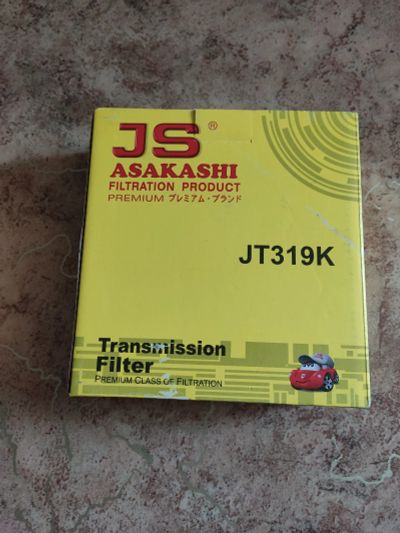 JS®
ASAKASHI
FILTRATION PRODUCT
PREMIUM プレミアム・ブランド
JT319K
Transmission
Filter
PREMIUM CLASS OF FILTRATION